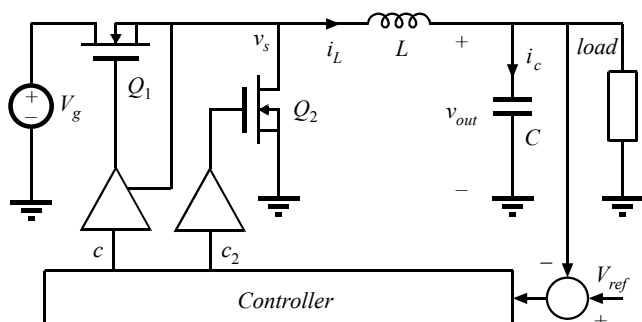 v_s
i_L
L
+
i_c
load
Q_1
+
−
V_g
Q_2
v_out
C
−
c
c_2
−
V_ref
+
Controller